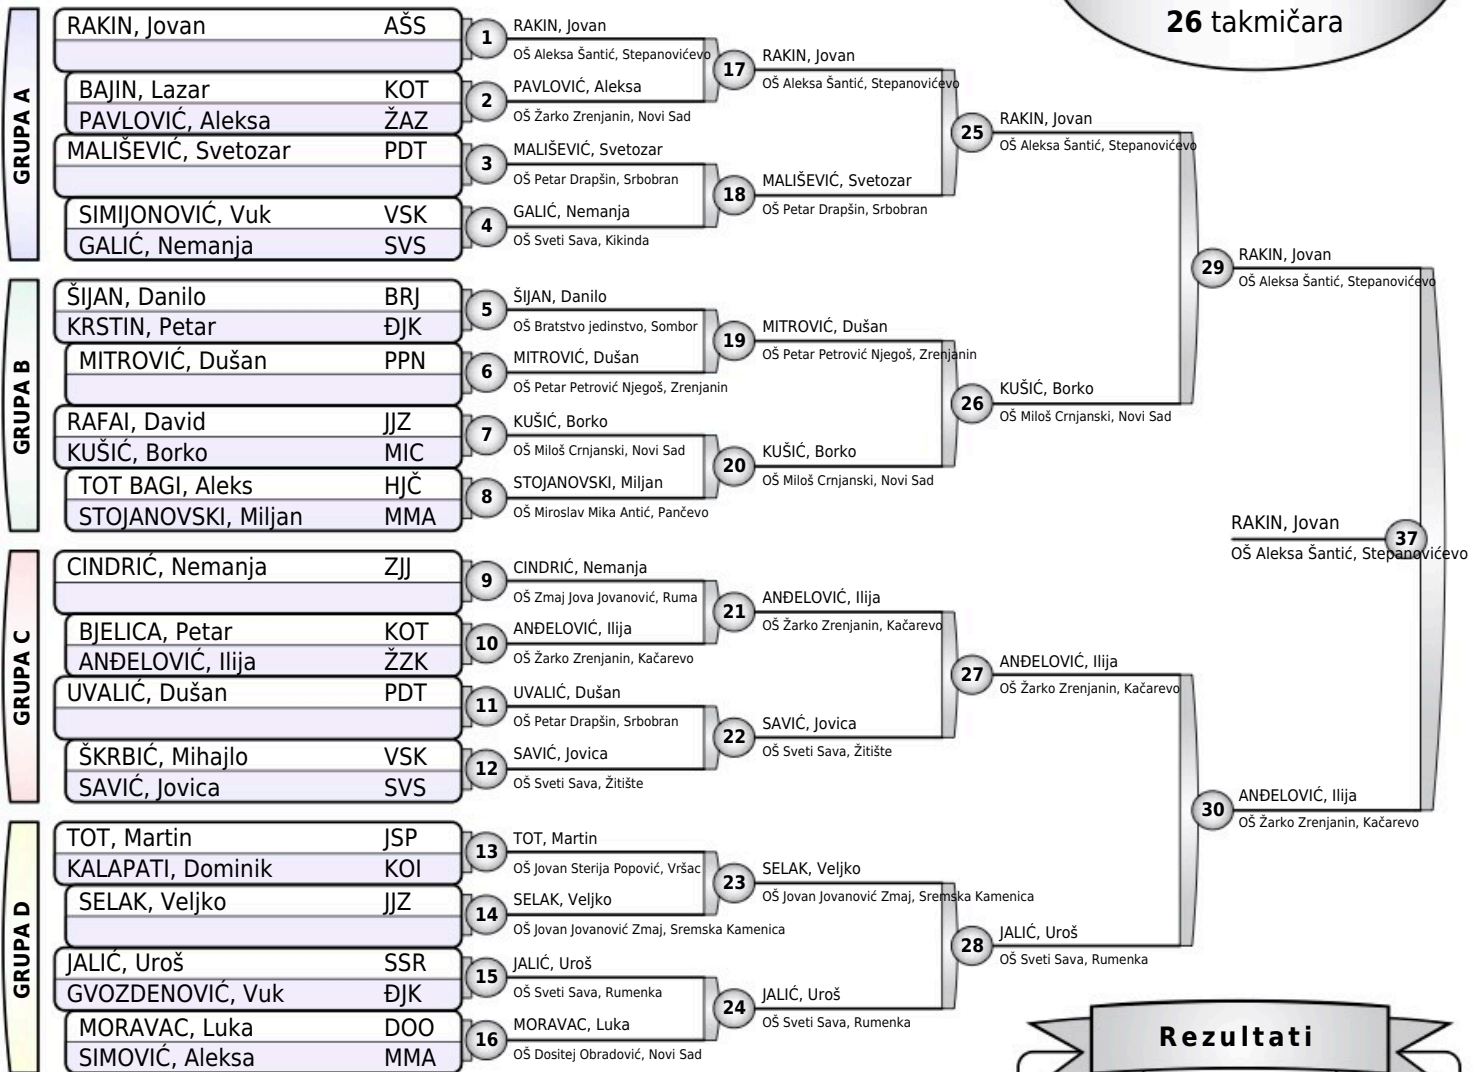 26 takmičara
GRUPA A
RAKIN, Jovan AŠS
BAJIN, Lazar KOT
PAVLOVIĆ, Aleksa ŽAZ
MALIŠEVIĆ, Svetozar PDT
SIMIJONOVIĆ, Vuk VSK
GALIĆ, Nemanja SVS
GRUPA B
ŠIJAN, Danilo BRJ
KRSTIN, Petar ĐJK
MITROVIĆ, Dušan PPN
RAFAI, David JJZ
KUŠIĆ, Borko MIC
TOT BAGI, Aleks HJČ
STOJANOVSKI, Miljan MMA
GRUPA C
CINDRIĆ, Nemanja ZJJ
BJELICA, Petar KOT
ANĐELOVIĆ, Ilija ŽZK
UVALIĆ, Dušan PDT
ŠKRBIĆ, Mihajlo VSK
SAVIĆ, Jovica SVS
GRUPA D
TOT, Martin JSP
KALAPATI, Dominik KOI
SELAK, Veljko JJZ
JALIĆ, Uroš SSR
GVOZDENOVIĆ, Vuk ĐJK
MORAVAC, Luka DOO
SIMOVIĆ, Aleksa MMA
1
RAKIN, Jovan
OŠ Aleksa Šantić, Stepanovićevo
2
PAVLOVIĆ, Aleksa
OŠ Žarko Zrenjanin, Novi Sad
3
MALIŠEVIĆ, Svetozar
OŠ Petar Drapšin, Srbobran
4
GALIĆ, Nemanja
OŠ Sveti Sava, Kikinda
5
ŠIJAN, Danilo
OŠ Bratstvo jedinstvo, Sombor
6
MITROVIĆ, Dušan
OŠ Petar Petrović Njegoš, Zrenjanin
7
KUŠIĆ, Borko
OŠ Miloš Crnjanski, Novi Sad
8
STOJANOVSKI, Miljan
OŠ Miroslav Mika Antić, Pančevo
9
CINDRIĆ, Nemanja
OŠ Zmaj Jova Jovanović, Ruma
10
ANĐELOVIĆ, Ilija
OŠ Žarko Zrenjanin, Kačarevo
11
UVALIĆ, Dušan
OŠ Petar Drapšin, Srbobran
12
SAVIĆ, Jovica
OŠ Sveti Sava, Žitište
13
TOT, Martin
OŠ Jovan Sterija Popović, Vršac
14
SELAK, Veljko
OŠ Jovan Jovanović Zmaj, Sremska Kamenica
15
JALIĆ, Uroš
OŠ Sveti Sava, Rumenka
16
MORAVAC, Luka
OŠ Dositej Obradović, Novi Sad
17
RAKIN, Jovan
OŠ Aleksa Šantić, Stepanovićevo
18
MALIŠEVIĆ, Svetozar
OŠ Petar Drapšin, Srbobran
19
MITROVIĆ, Dušan
OŠ Petar Petrović Njegoš, Zrenjanin
20
KUŠIĆ, Borko
OŠ Miloš Crnjanski, Novi Sad
21
ANĐELOVIĆ, Ilija
OŠ Žarko Zrenjanin, Kačarevo
22
SAVIĆ, Jovica
OŠ Sveti Sava, Žitište
23
SELAK, Veljko
OŠ Jovan Jovanović Zmaj, Sremska Kamenica
24
JALIĆ, Uroš
OŠ Sveti Sava, Rumenka
25
RAKIN, Jovan
OŠ Aleksa Šantić, Stepanovićevo
26
KUŠIĆ, Borko
OŠ Miloš Crnjanski, Novi Sad
27
ANĐELOVIĆ, Ilija
OŠ Žarko Zrenjanin, Kačarevo
28
JALIĆ, Uroš
OŠ Sveti Sava, Rumenka
29
RAKIN, Jovan
OŠ Aleksa Šantić, Stepanovićevo
30
ANĐELOVIĆ, Ilija
OŠ Žarko Zrenjanin, Kačarevo
37
RAKIN, Jovan
OŠ Aleksa Šantić, Stepanovićevo
Rezultati